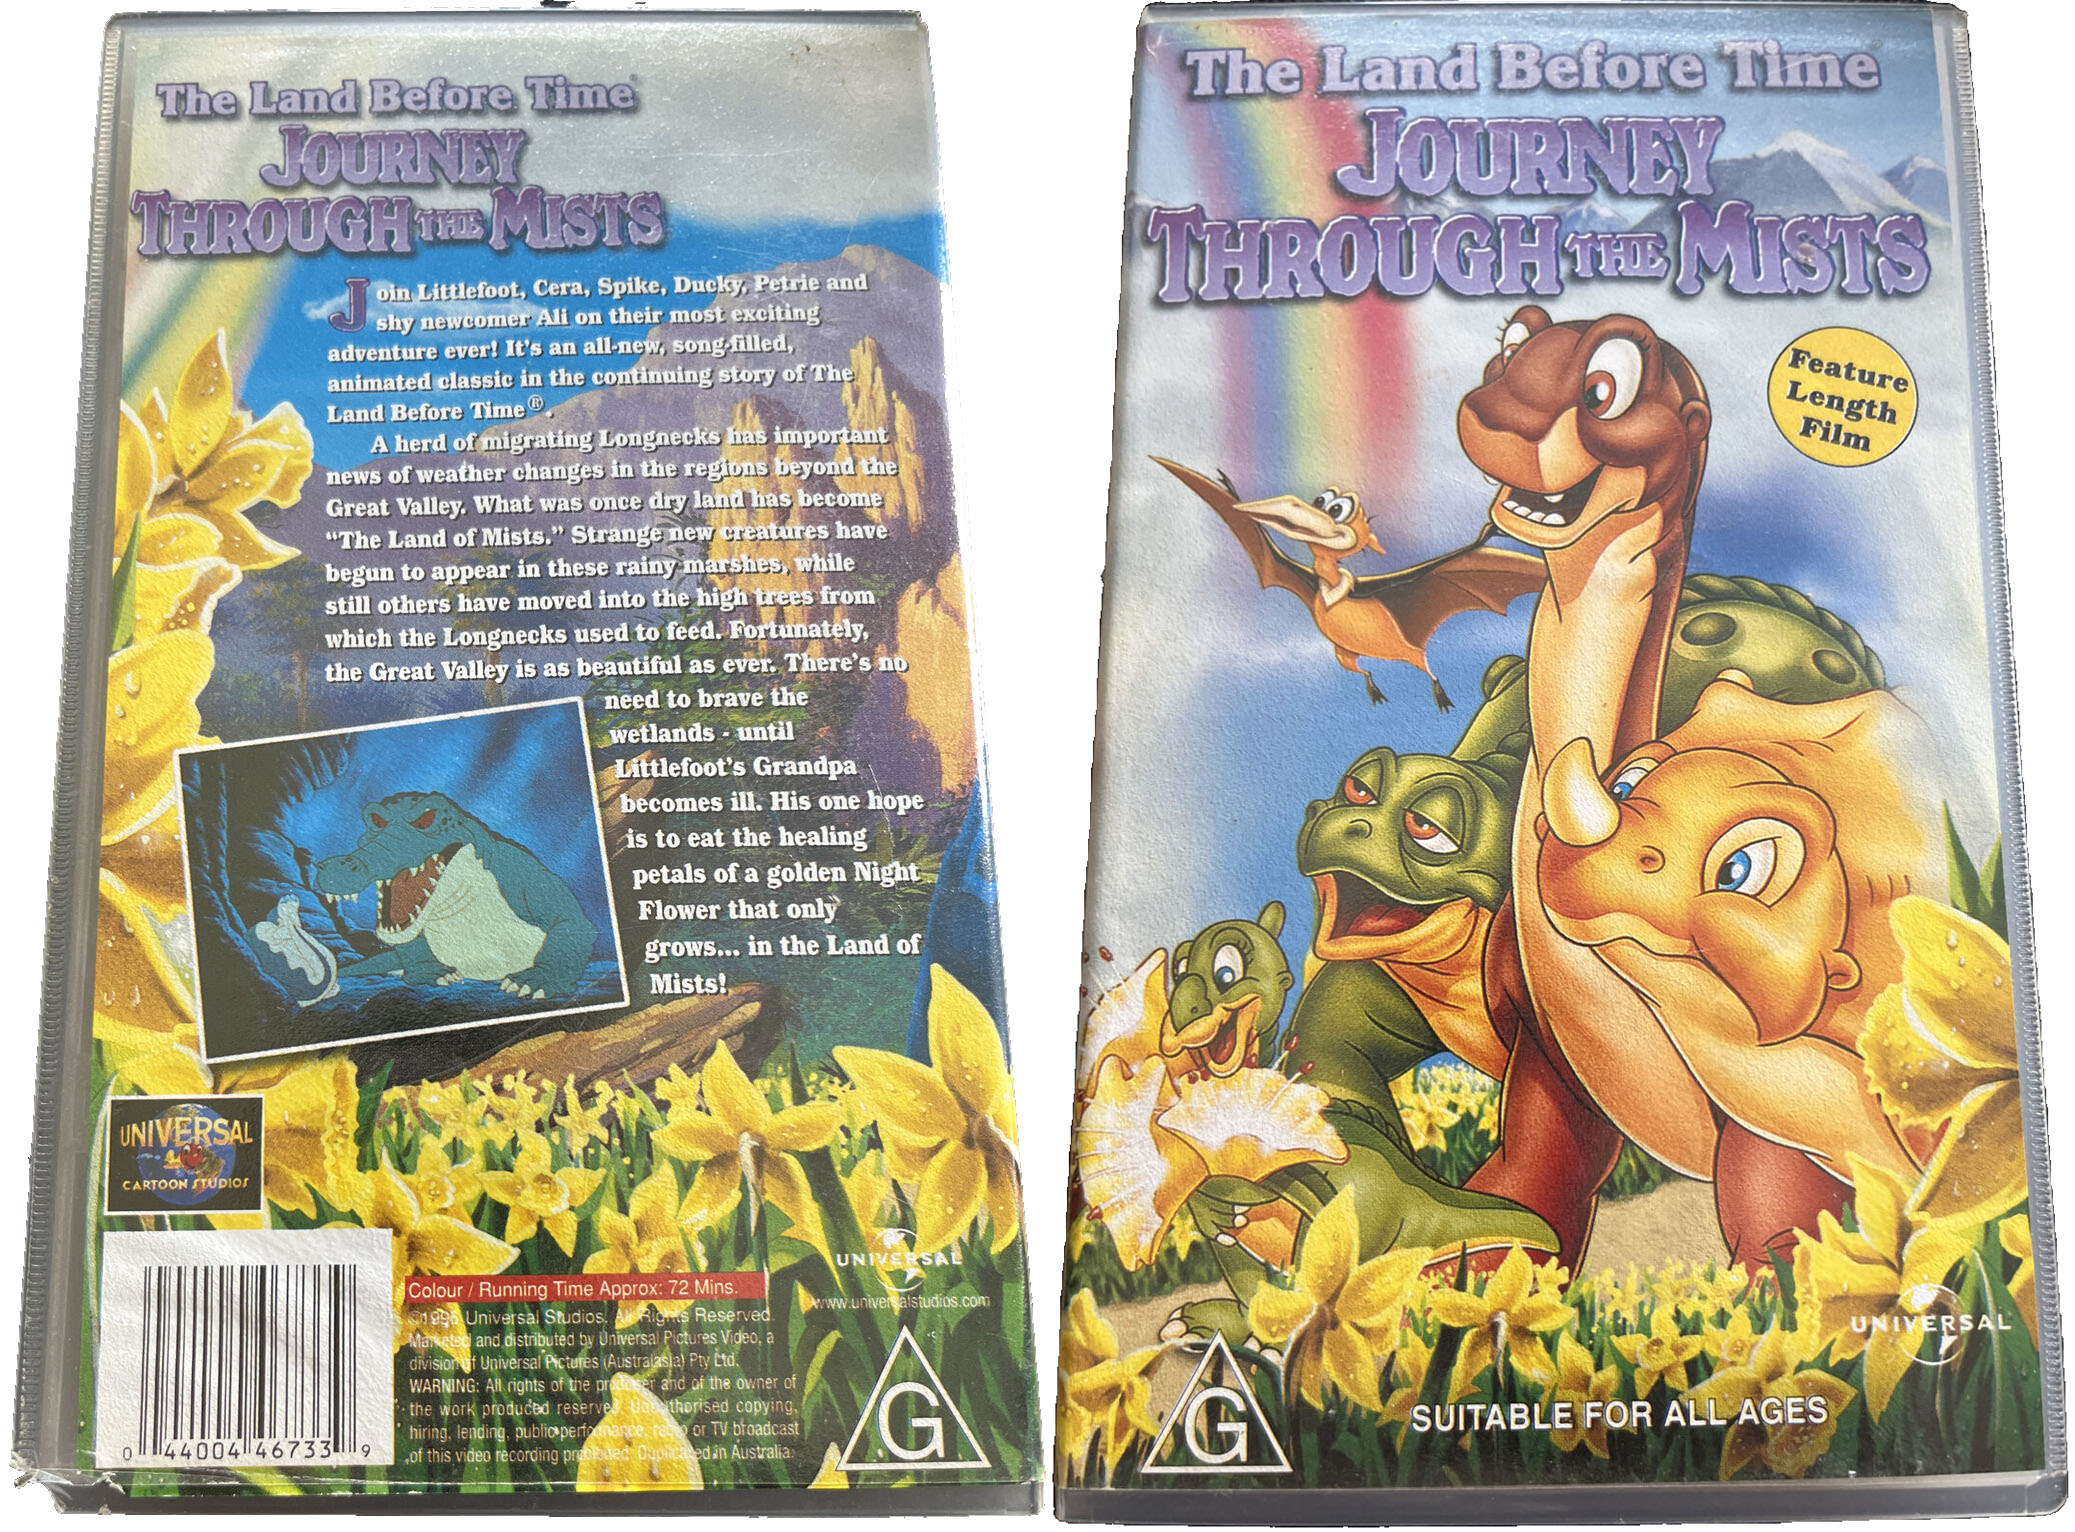 The Land Before Time
JOURNEY
THROUGH THE MISTS
Join Littlefoot, Cera, Spike, Ducky, Petrie and
shy newcomer Ali on their most exciting
adventure ever! It's an all-new, song-filled,
animated classic in the continuing story of The
Land Before Time®.
A herd of migrating Longnecks has important
news of weather changes in the regions beyond the
Great Valley. What was once dry land has become
“The Land of Mists.” Strange new creatures have
begun to appear in these rainy marshes, while
still others have moved into the high trees from
which the Longnecks used to feed. Fortunately,
the Great Valley is as beautiful as ever. There's no
need to brave the
wetlands - until
Littlefoot's Grandpa
becomes ill. His one hope
is to eat the healing
petals of a golden Night
Flower that only
grows... in the Land of
Mists!
UNIVERSAL
CARTOON STUDIOS
UNIVERSAL
www.universalstudios.com
Colour / Running Time Approx: 72 Mins.
©1996 Universal Studios. All Rights Reserved.
Marketed and distributed by Universal Pictures Video, a
division of Universal Pictures (Australasia) Pty Ltd.
WARNING: All rights of the producer and of the owner of
the work produced reserved. Unauthorised copying,
hiring, lending, public performance, radio or TV broadcast
of this video recording prohibited. Duplicated in Australia.
0 44004 46733 9
G
The Land Before Time
JOURNEY
THROUGH THE MISTS
Feature
Length
Film
UNIVERSAL
G
SUITABLE FOR ALL AGES